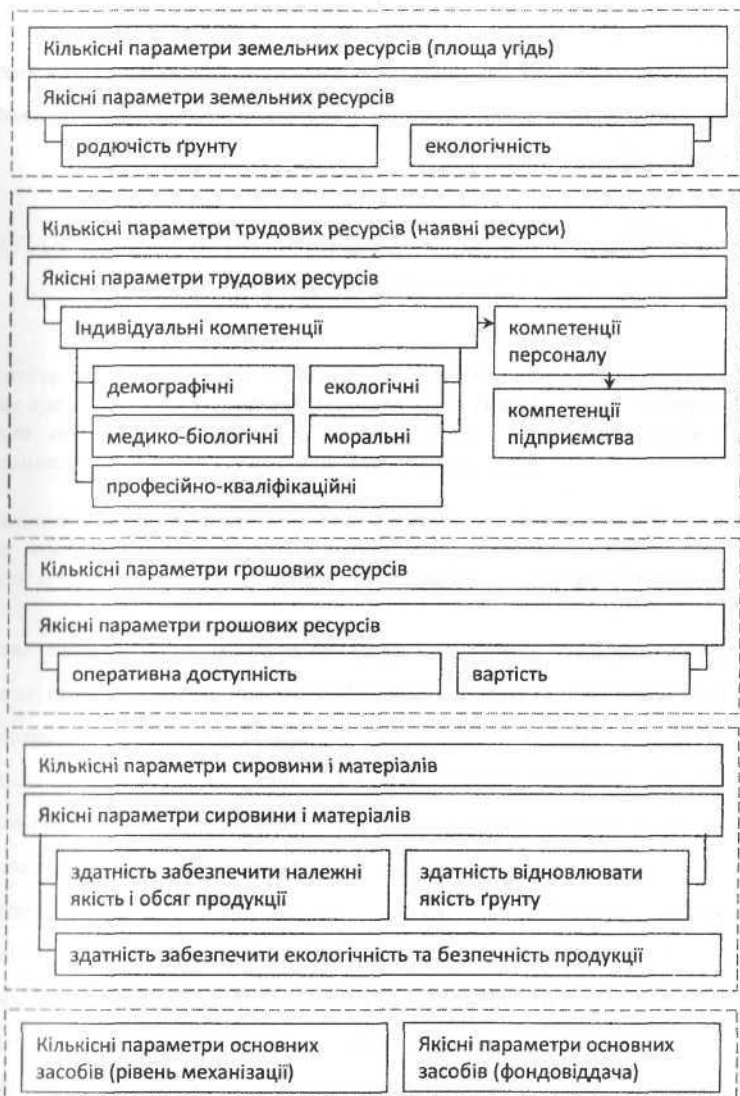 Кількісні параметри земельних ресурсів (площа угідь)
Якісні параметри земельних ресурсів
родючість ґрунту
екологічність
Кількісні параметри трудових ресурсів (наявні ресурси)
Якісні параметри трудових ресурсів
Індивідуальні компетенції
компетенції
персоналу
демографічні
екологічні
медико-біологічні
моральні
професійно-кваліфікаційні
компетенції
підприємства
Кількісні параметри грошових ресурсів
Якісні параметри грошових ресурсів
оперативна доступність
вартість
Кількісні параметри сировини і матеріалів
Якісні параметри сировини і матеріалів
здатність забезпечити належні
якість і обсяг продукції
здатність відновлювати
якість ґрунту
здатність забезпечити екологічність та безпечність продукції
Кількісні параметри основних
засобів (рівень механізації)
Якісні параметри основних
засобів (фондовіддача)